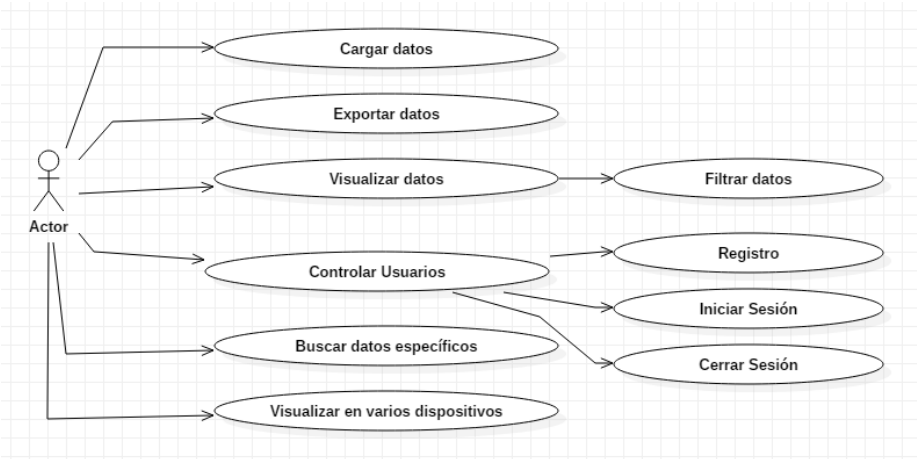 Cargar datos
Exportar datos
Visualizar datos
Filtrar datos
Actor
Controlar Usuarios
Registro
Iniciar Sesión
Cerrar Sesión
Buscar datos específicos
Visualizar en varios dispositivos